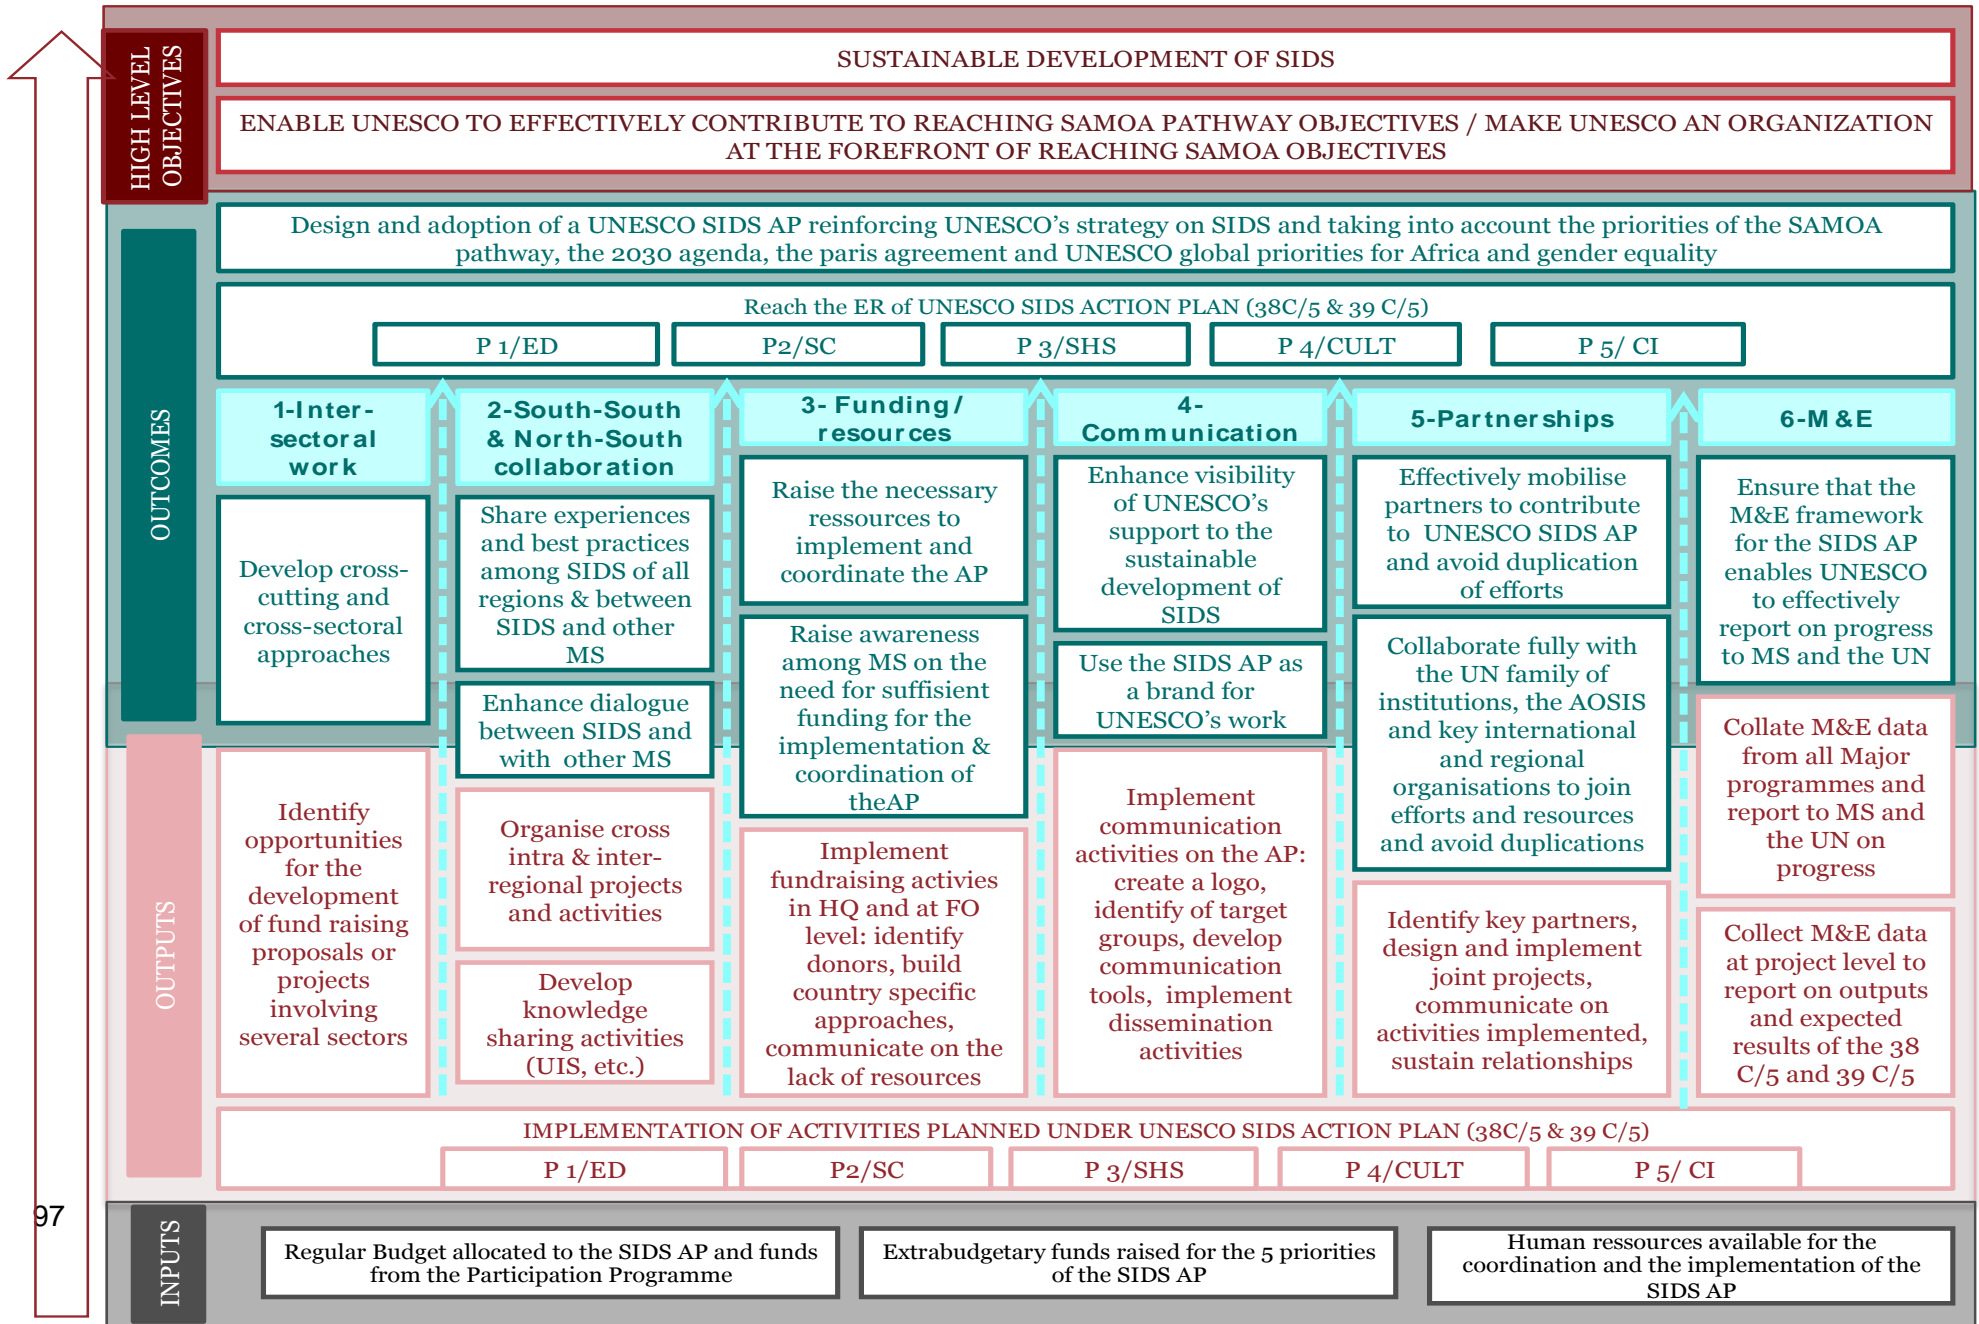 HIGH LEVEL
OBJECTIVES
SUSTAINABLE DEVELOPMENT OF SIDS
ENABLE UNESCO TO EFFECTIVELY CONTRIBUTE TO REACHING SAMOA PATHWAY OBJECTIVES / MAKE UNESCO AN ORGANIZATION
AT THE FOREFRONT OF REACHING SAMOA OBJECTIVES
OUTCOMES
Design and adoption of a UNESCO SIDS AP reinforcing UNESCO’s strategy on SIDS and taking into account the priorities of the SAMOA
pathway, the 2030 agenda, the paris agreement and UNESCO global priorities for Africa and gender equality
Reach the ER of UNESCO SIDS ACTION PLAN (38C/5 & 39 C/5)
P 1/ED
P2/SC
P 3/SHS
P 4/CULT
P 5/ CI
1-Inter-
sectoral
work
Develop cross-
cutting and
cross-sectoral
approaches
2-South-South
& North-South
collaboration
Share experiences
and best practices
among SIDS of all
regions & between
SIDS and other
MS
Enhance dialogue
between SIDS and
with other MS
3- Funding/
resources
Raise the necessary
ressources to
implement and
coordinate the AP
Raise awareness
among MS on the
need for suffisient
funding for the
implementation &
coordination of
theAP
4-
Communication
Enhance visibility
of UNESCO’s
support to the
sustainable
development of
SIDS
Use the SIDS AP as
a brand for
UNESCO’s work
5-Partnerships
Effectively mobilise
partners to contribute
to UNESCO SIDS AP
and avoid duplication
of efforts
Collaborate fully with
the UN family of
institutions, the AOSIS
and key international
and regional
organisations to join
efforts and resources
and avoid duplications
6-M&E
Ensure that the
M&E framework
for the SIDS AP
enables UNESCO
to effectively
report on progress
to MS and the UN
OUTPUTS
Identify
opportunities
for the
development
of fund raising
proposals or
projects
involving
several sectors
Organise cross
intra & inter-
regional projects
and activities
Develop
knowledge
sharing activities
(UIS, etc.)
Implement
fundraising activies
in HQ and at FO
level: identify
donors, build
country specific
approaches,
communicate on the
lack of resources
Implement
communication
activities on the AP:
create a logo,
identify of target
groups, develop
communication
tools, implement
dissemination
activities
Identify key partners,
design and implement
joint projects,
communicate on
activities implemented,
sustain relationships
Collate M&E data
from all Major
programmes and
report to MS and
the UN on
progress
Collect M&E data
at project level to
report on outputs
and expected
results of the 38
C/5 and 39 C/5
IMPLEMENTATION OF ACTIVITIES PLANNED UNDER UNESCO SIDS ACTION PLAN (38C/5 & 39 C/5)
P 1/ED
P2/SC
P 3/SHS
P 4/CULT
P 5/ CI
97
INPUTS
Regular Budget allocated to the SIDS AP and funds
from the Participation Programme
Extrabudgetary funds raised for the 5 priorities
of the SIDS AP
Human ressources available for the
coordination and the implementation of the
SIDS AP